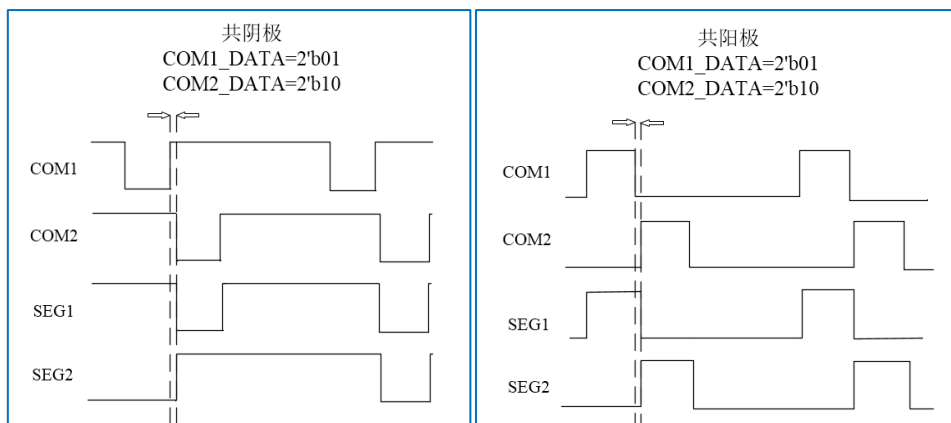 共阴极
COM1_DATA=2'b01
COM2_DATA=2'b10
COM1
COM2
SEG1
SEG2
共阳极
COM1_DATA=2'b01
COM2_DATA=2'b10
COM1
COM2
SEG1
SEG2